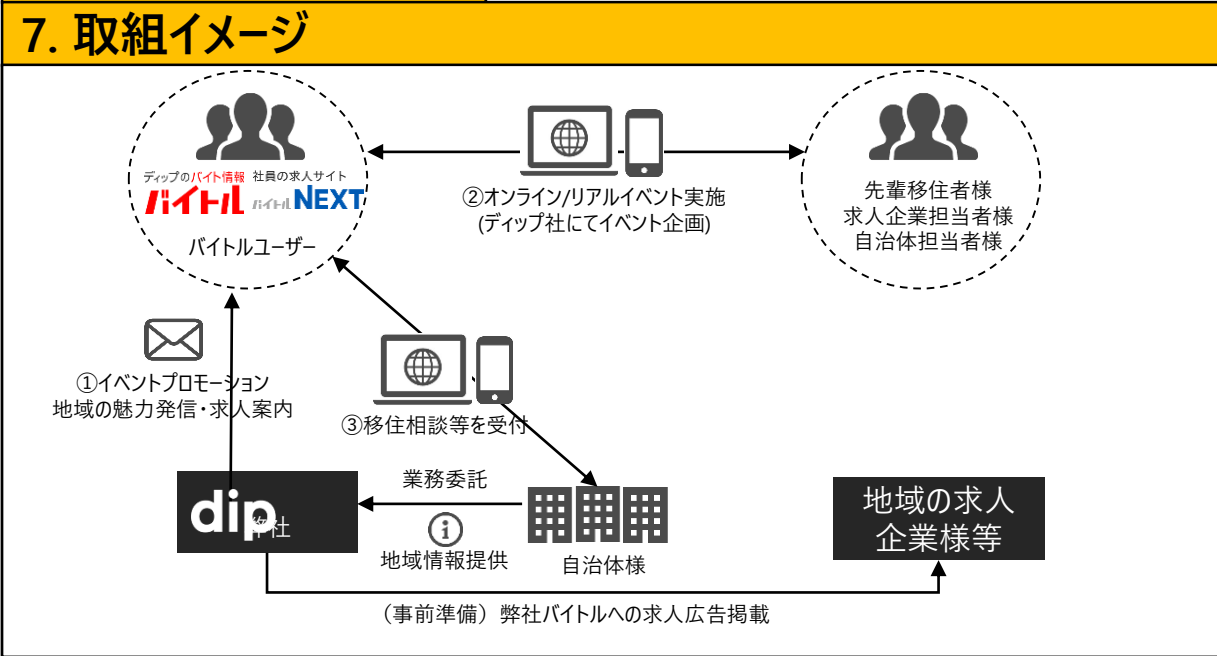 7. 取組イメージ
ディップのバイト情報 社員の求人サイト
バイトル バイトルNEXT
バイトルユーザー
②オンライン/リアルイベント実施
(ディップ社にてイベント企画)
先輩移住者様
求人企業担当者様
自治体担当者様
①イベントプロモーション
地域の魅力発信・求人案内
③移住相談等を受付
dip
弊社
業務委託
i
地域情報提供
自治体様
地域の求人
企業様等
（事前準備）弊社バイトルへの求人広告掲載